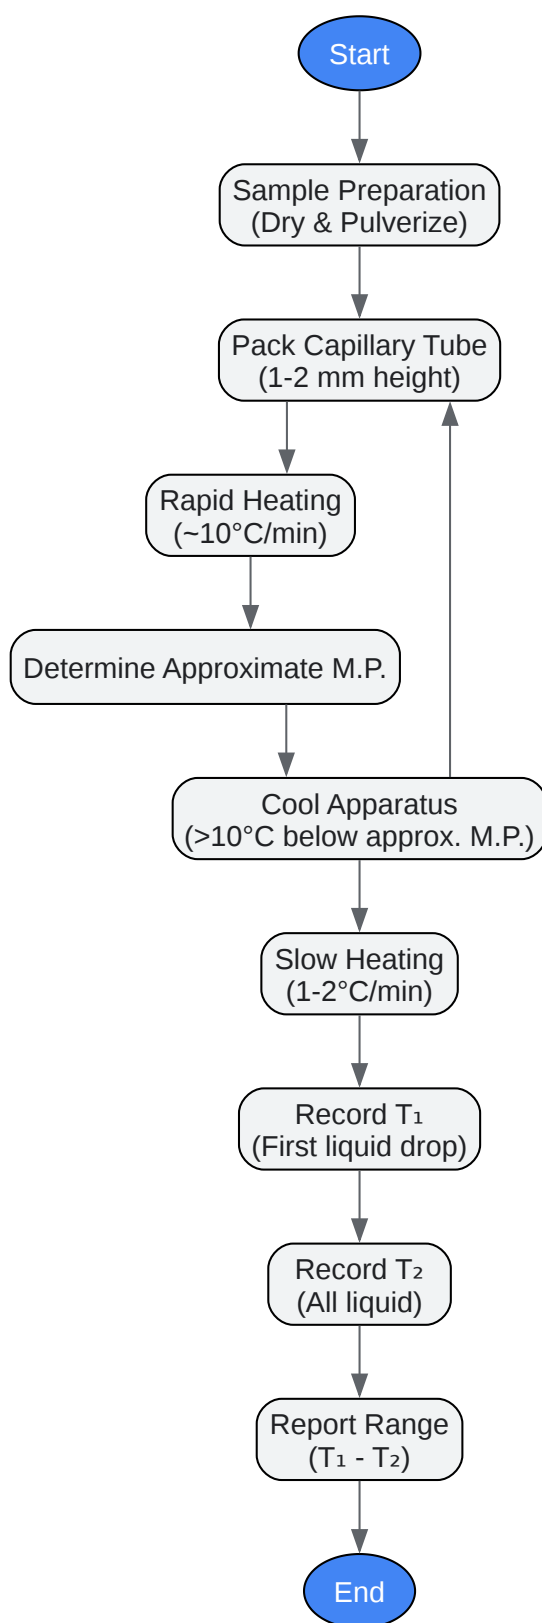 Start
Sample Preparation
(Dry & Pulverize)
Pack Capillary Tube
(1-2 mm height)
Rapid Heating
(~10°C/min)
Determine Approximate M.P.
Cool Apparatus
(>10°C below approx. M.P.)
Slow Heating
(1-2°C/min)
Record T₁
(First liquid drop)
Record T₂
(All liquid)
Report Range
(T₁ - T₂)
End